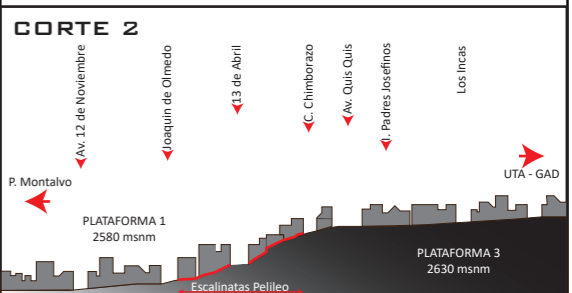 CORTE 2
Av. 12 de Noviembre
Joaquin de Olmedo
13 de Abril
C. Chimborazo
Av. Quis Quis
I. Padres Josefinos
Los Incas
P. Montalvo
UTA - GAD
PLATAFORMA 1
2580 msnm
PLATAFORMA 3
2630 msnm
Escalinatas Pelileo